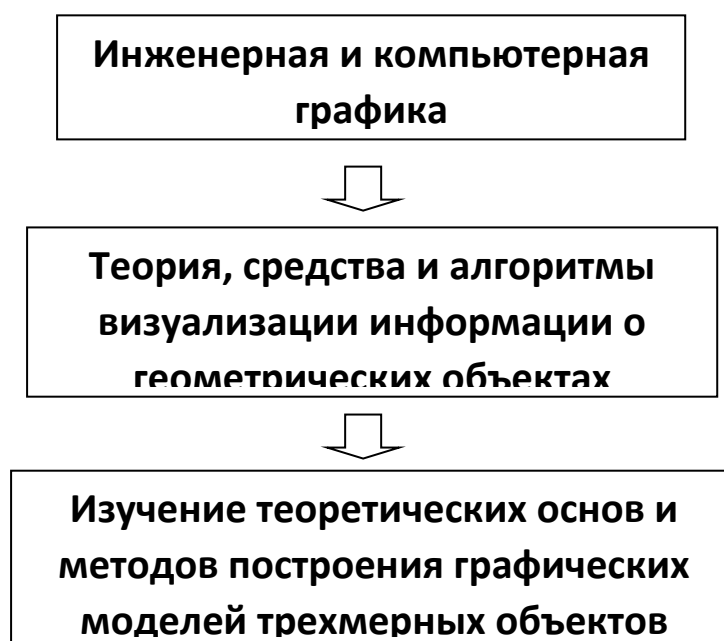 Инженерная и компьютерная
графика
Теория, средства и алгоритмы
визуализации информации о
геометрических объектах
Изучение теоретических основ и
методов построения графических
моделей трехмерных объектов